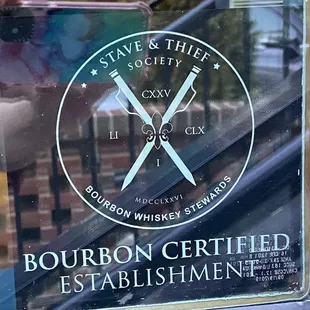 STAVE & THIEF
SOCIETY
CXXV
LI
CLX
I
MDCCLXXVI
BOURBON WHISKEY STEWARDS
BOURBON CERTIFIED
ESTABLISHMENT